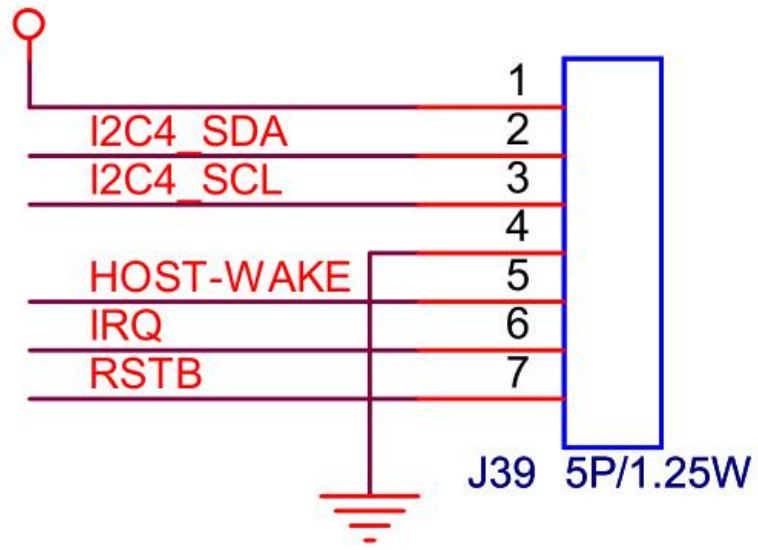 1
I2C4_SDA 2
I2C4_SCL 3
4
HOST-WAKE 5
IRQ 6
RSTB 7
J39 5P/1.25W